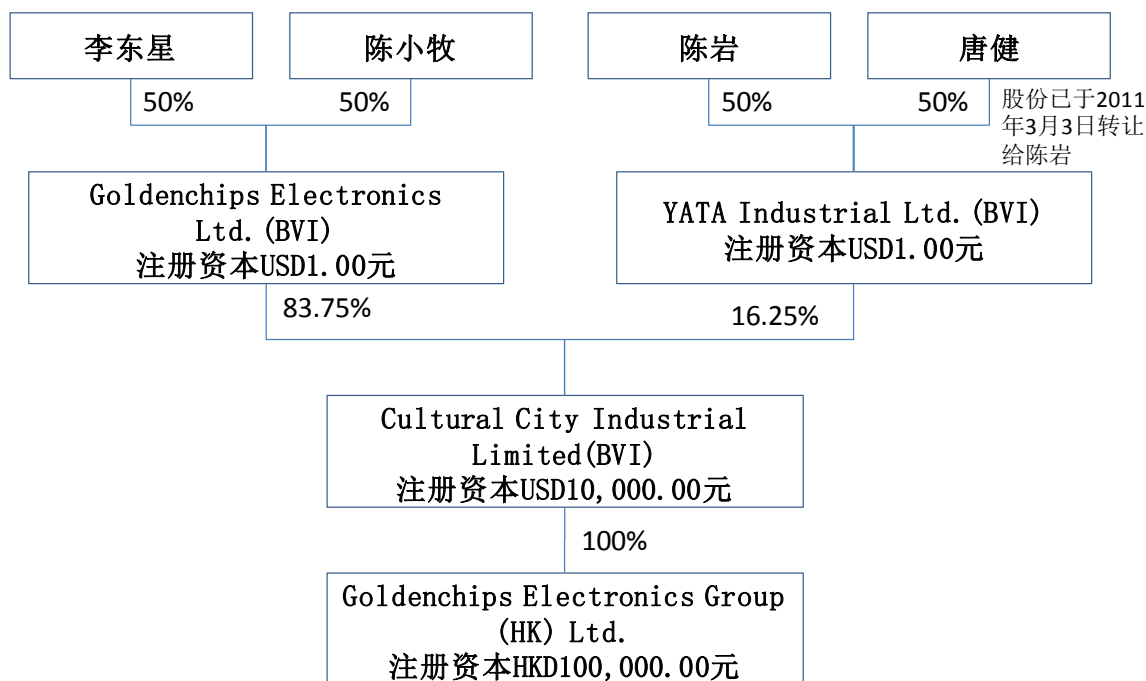 李东星
陈小牧
陈岩
唐健
50%
50%
50%
50%
股份已于2011
年3月3日转让
给陈岩
Goldenchips Electronics
Ltd.(BVI)
注册资本USD1.00元
YATA Industrial Ltd.(BVI)
注册资本USD1.00元
83.75%
16.25%
Cultural City Industrial
Limited(BVI)
注册资本USD10,000.00元
100%
Goldenchips Electronics Group
(HK) Ltd.
注册资本HKD100,000.00元